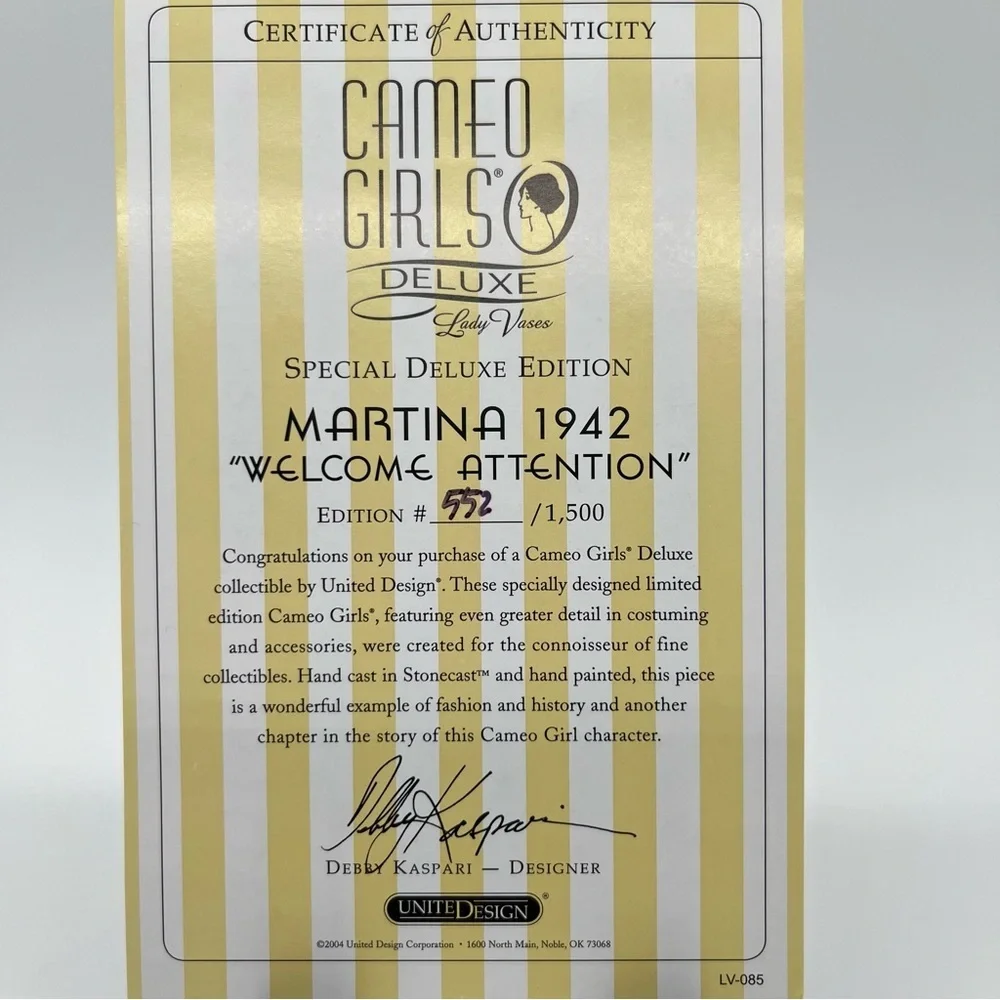 CERTIFICATE of AUTHENTICITY
CAMEO
GIRLS®
DELUXE
Lady Vases
SPECIAL DELUXE EDITION
MARTINA 1942
“WELCOME ATTENTION”
EDITION # 552 /1,500
Congratulations on your purchase of a Cameo Girls® Deluxe
collectible by United Design®. These specially designed limited
edition Cameo Girls®, featuring even greater detail in costuming
and accessories, were created for the connoisseur of fine
collectibles. Hand cast in Stonecast™ and hand painted, this piece
is a wonderful example of fashion and history and another
chapter in the story of this Cameo Girl character.
Debby Kaspari
DEBBY KASPARI — DESIGNER
UNITEDESIGN®
©2004 United Design Corporation • 1600 North Main, Noble, OK 73068
LV-085